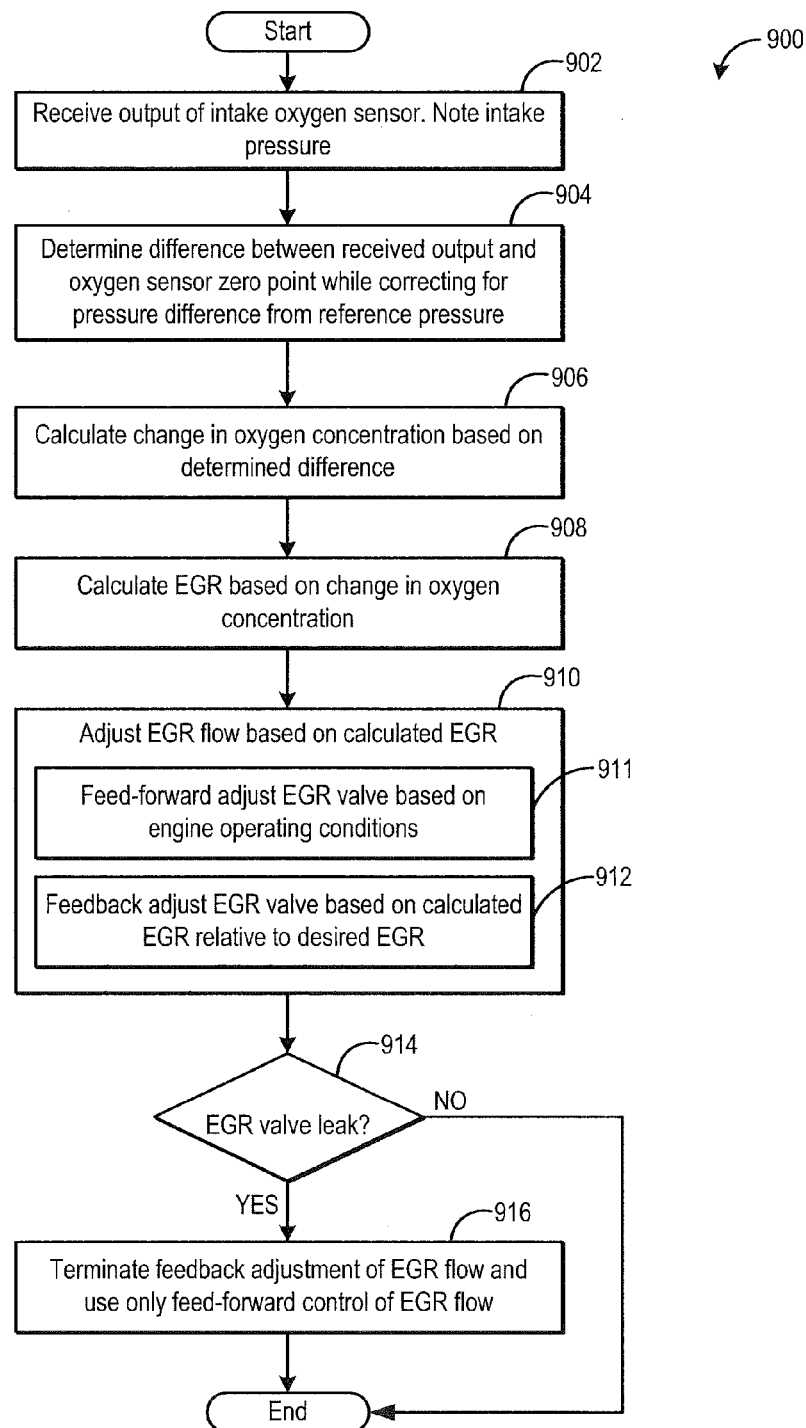 Start
900
902
Receive output of intake oxygen sensor. Note intake
pressure
904
Determine difference between received output and
oxygen sensor zero point while correcting for
pressure difference from reference pressure
906
Calculate change in oxygen concentration based on
determined difference
908
Calculate EGR based on change in oxygen
concentration
910
Adjust EGR flow based on calculated EGR
911
Feed-forward adjust EGR valve based on
engine operating conditions
912
Feedback adjust EGR valve based on calculated
EGR relative to desired EGR
914
EGR valve leak?
NO
YES
916
Terminate feedback adjustment of EGR flow and
use only feed-forward control of EGR flow
End